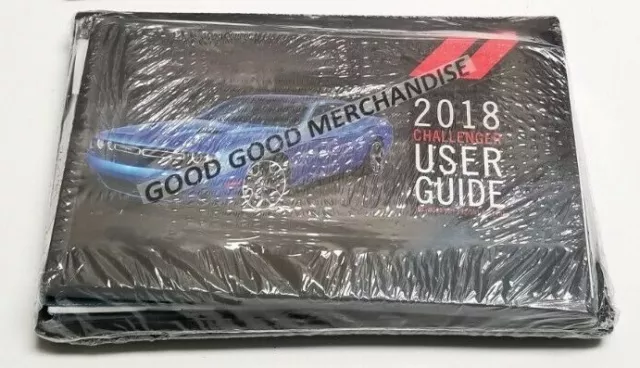 GOOD GOOD MERCHANDISE
2018
CHALLENGER
USER
GUIDE